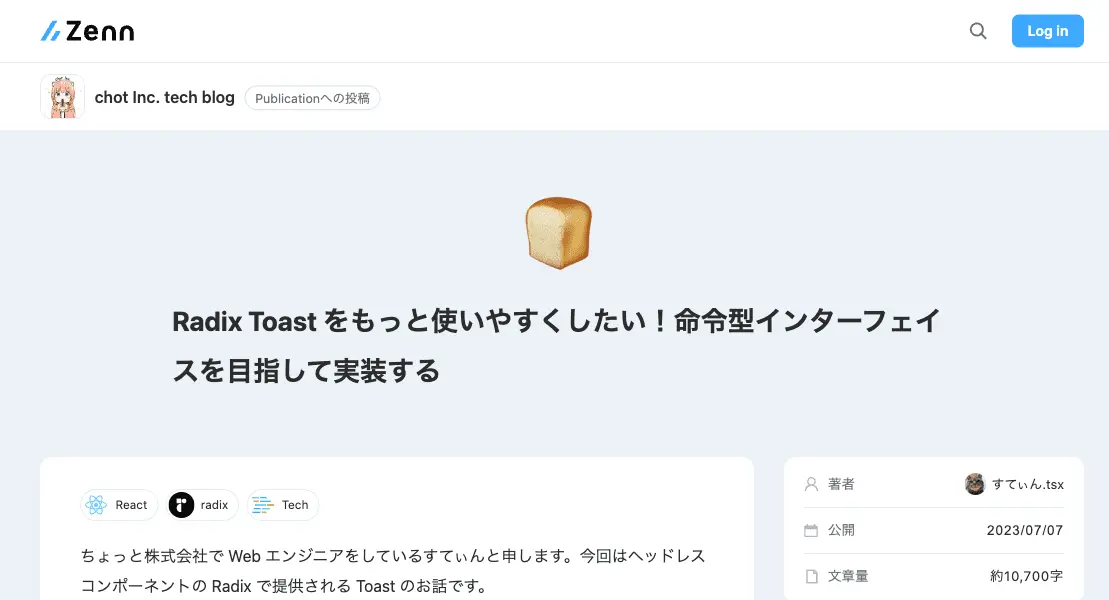 Zenn
Log in
chot Inc. tech blog
Publicationへの投稿
Radix Toast をもっと使いやすくしたい！命令型インターフェイ
スを目指して実装する
React
radix
Tech
ちょっと株式会社で Web エンジニアをしているすてぃんと申します。今回はヘッドレス
コンポーネントの Radix で提供される Toast のお話です。
著者
すてぃん.tsx
公開
2023/07/07
文章量
約10,700字